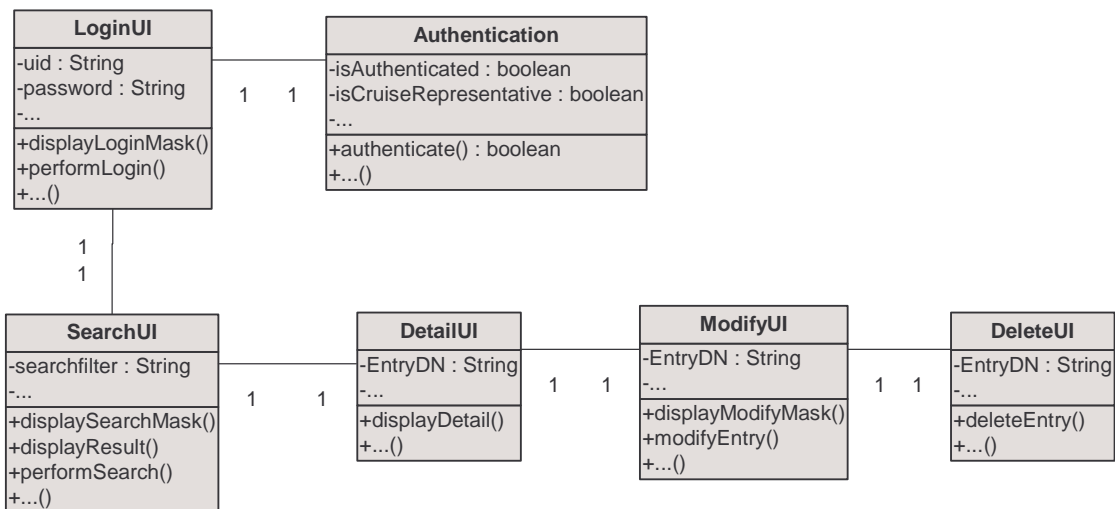 LoginUI
-uid : String
-password : String
-...
+displayLoginMask()
+performLogin()
+...()
1
1
Authentication
-isAuthenticated : boolean
-isCruiseRepresentative : boolean
-...
+authenticate() : boolean
+...()
1
1
SearchUI
-searchfilter : String
-...
+displaySearchMask()
+displayResult()
+performSearch()
+...()
1
1
DetailUI
-EntryDN : String
-...
+displayDetail()
+...()
1
1
ModifyUI
-EntryDN : String
-...
+displayModifyMask()
+modifyEntry()
+...()
1
1
DeleteUI
-EntryDN : String
-...
+deleteEntry()
+...()